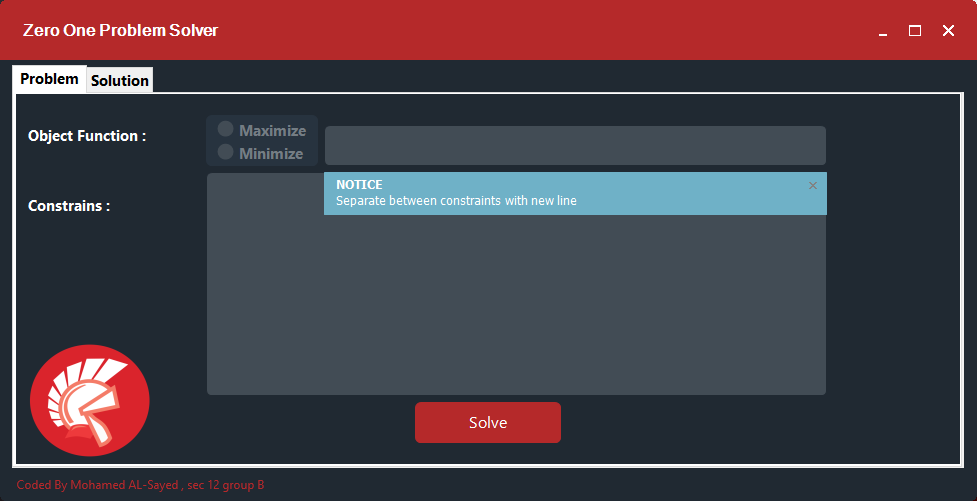 Zero One Problem Solver
Problem Solution
Object Function :
Maximize
Minimize
NOTICE
Separate between constraints with new line
Constrains :
Solve
Coded By Mohamed AL-Sayed , sec 12 group B